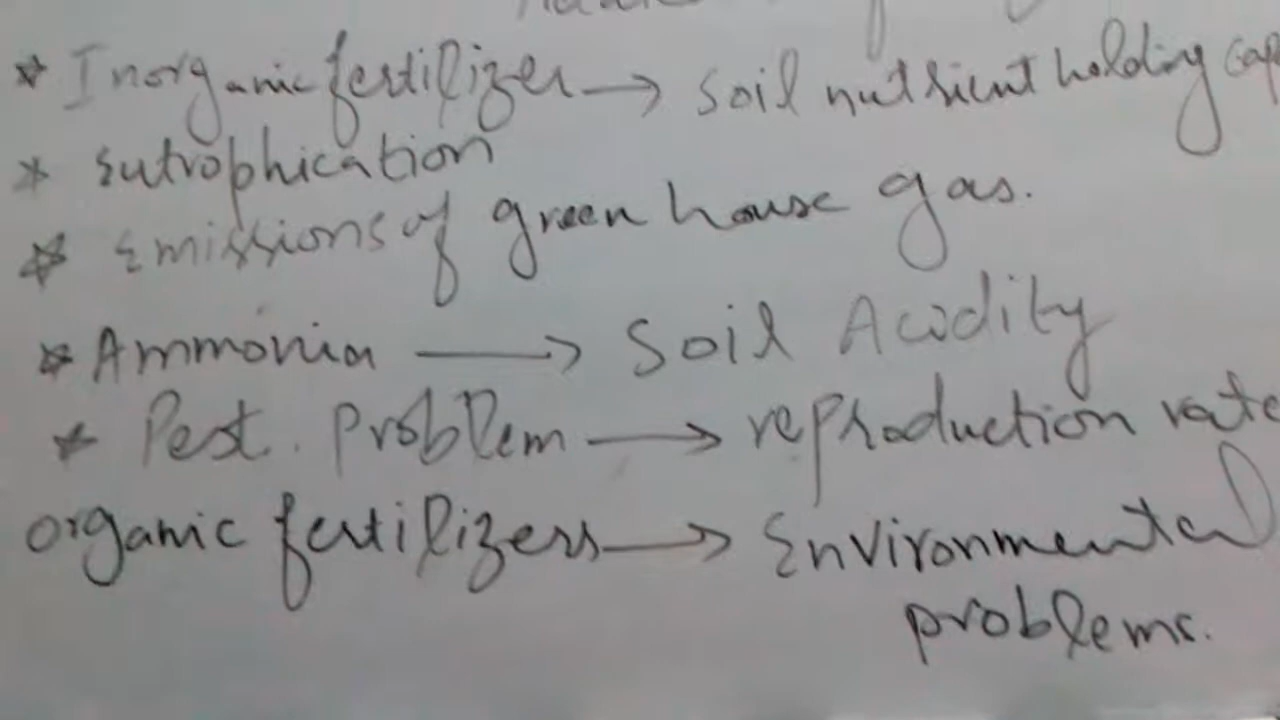 * Inorganic fertilizer → soil nutrient holding cap
* Eutrophication
* Emissions of green house gas.
* Ammonia → Soil Acidity
* Pest. problem → reproduction rate
organic fertilizers → Environmental
problems.